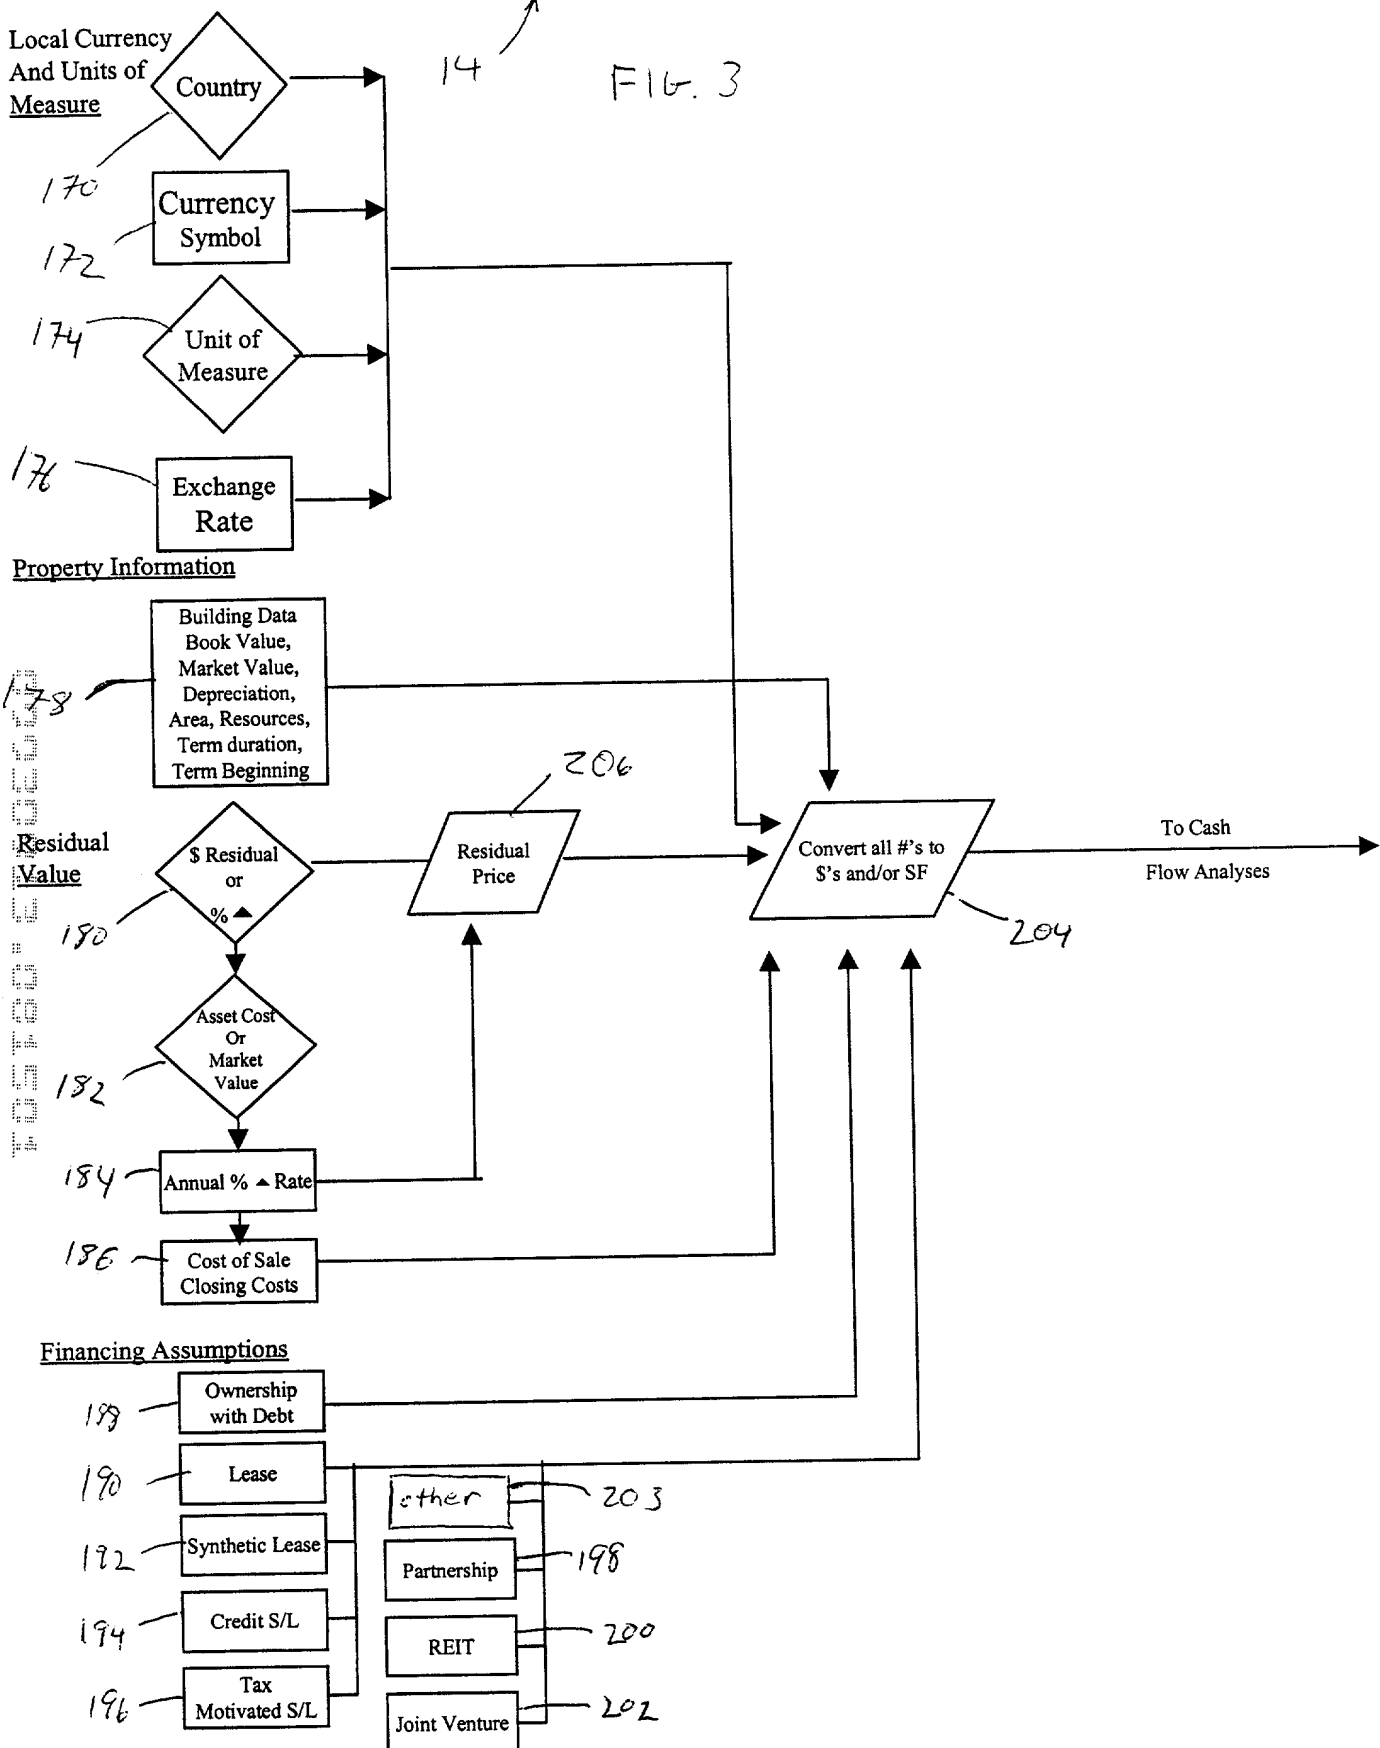 Local Currency
And Units of
Measure
Country
14
FIG. 3
170
Currency
Symbol
172
Unit of
Measure
174
Exchange
Rate
176
Property Information
Building Data
Book Value,
Market Value,
Depreciation,
Area, Resources,
Term duration,
Term Beginning
178
Residual
Value
$ Residual
or
% ▲
180
Residual
Price
206
Convert all #'s to
$'s and/or SF
204
To Cash
Flow Analyses
Asset Cost
Or
Market
Value
182
Annual % ▲ Rate
184
Cost of Sale
Closing Costs
186
Financing Assumptions
Ownership
with Debt
188
Lease
190
other
203
Synthetic Lease
192
Partnership
198
Credit S/L
194
REIT
200
Tax
Motivated S/L
196
Joint Venture
202